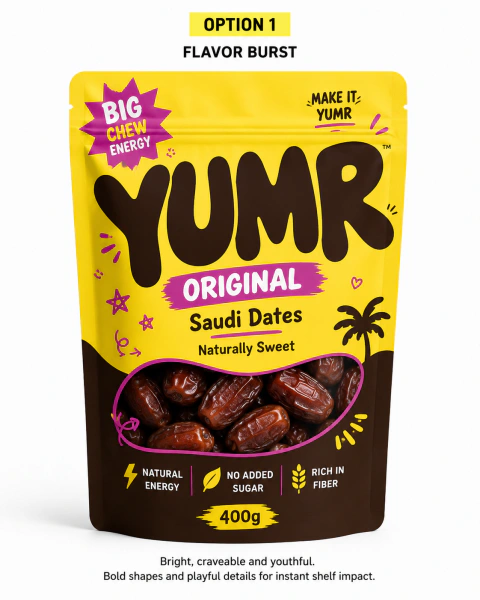 OPTION 1
FLAVOR BURST
BIG
CHEW
ENERGY
MAKE IT
YUMR
YUMR™
ORIGINAL
Saudi Dates
Naturally Sweet
NATURAL
ENERGY
NO ADDED
SUGAR
RICH IN
FIBER
400g
Bright, craveable and youthful.
Bold shapes and playful details for instant shelf impact.